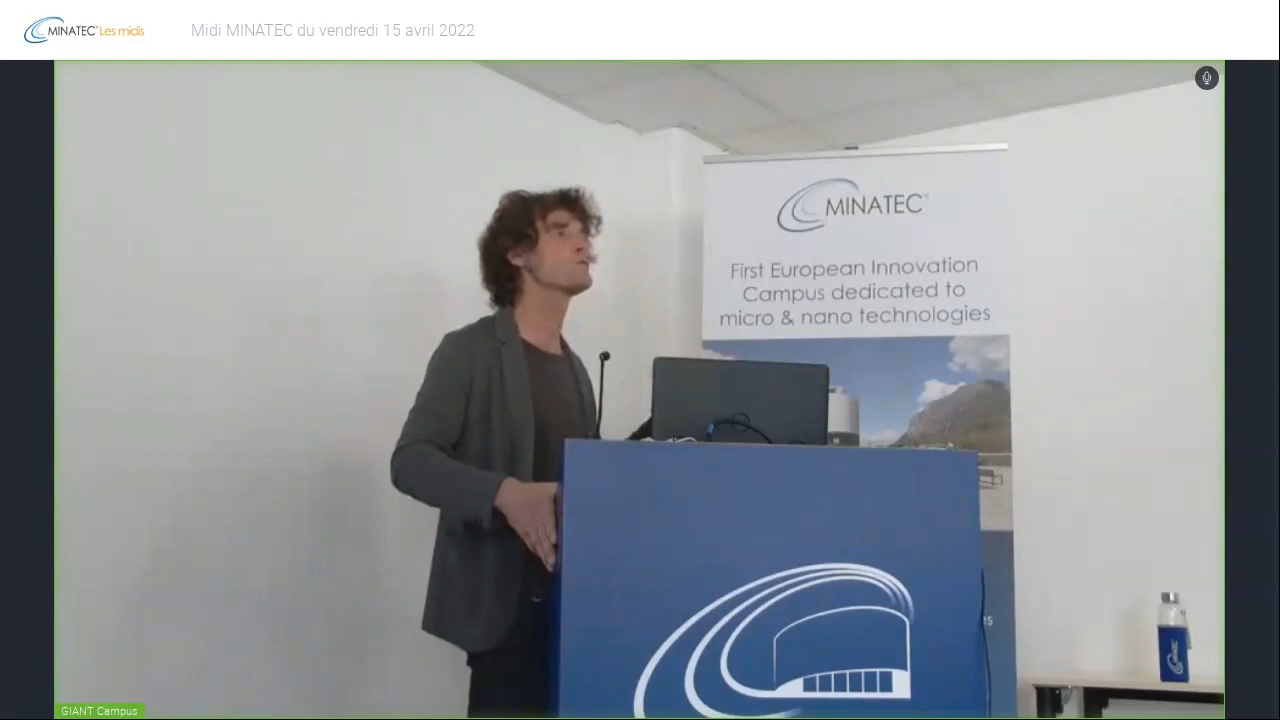 MINATEC Les midis
Midi MINATEC du vendredi 15 avril 2022
MINATEC
First European Innovation
Campus dedicated to
micro & nano technologies
MINATEC
GIANT Campus